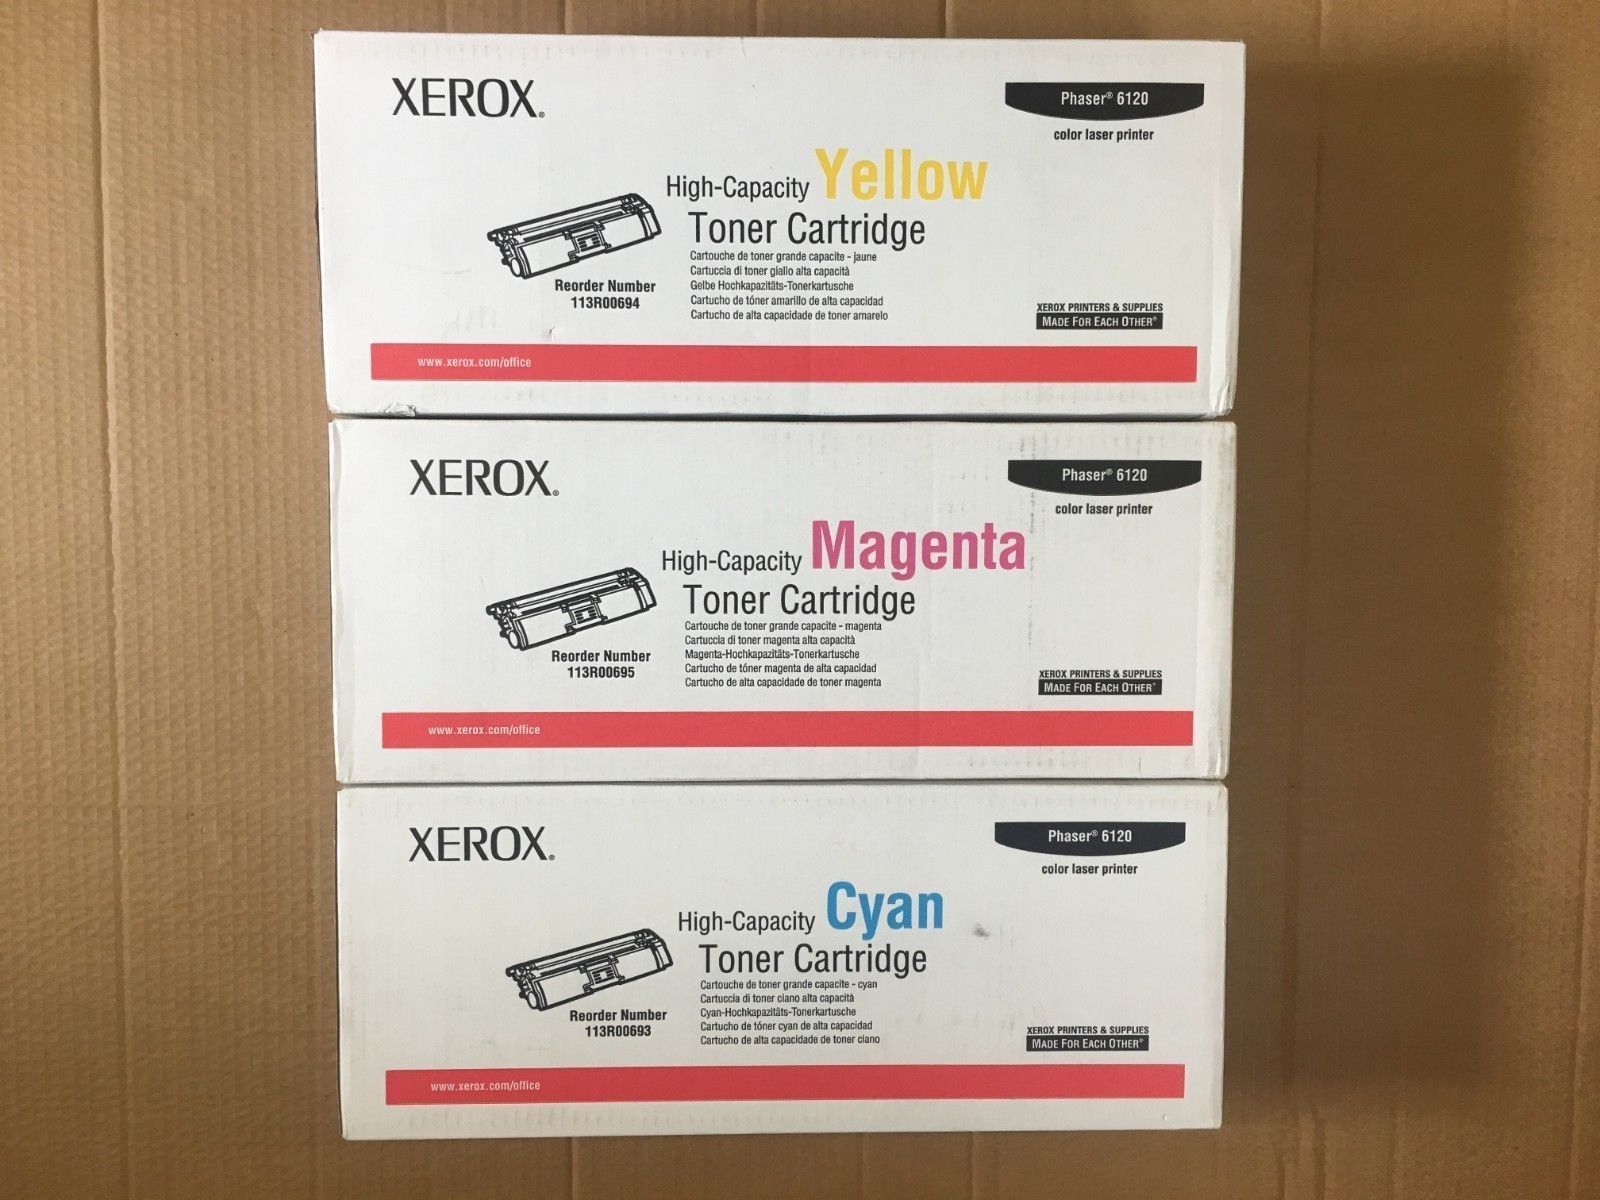 XEROX.
Phaser® 6120
color laser printer
High-Capacity Yellow
Toner Cartridge
Cartouche de toner grande capacite - jaune
Cartuccia di toner giallo alta capacità
Gelbe Hochkapazitäts-Tonerkartusche
Cartucho de tóner amarillo de alta capacidad
Cartucho de alta capacidade de toner amarelo
Reorder Number
113R00694
XEROX PRINTERS & SUPPLIES
MADE FOR EACH OTHER®
www.xerox.com/office
XEROX.
Phaser® 6120
color laser printer
High-Capacity Magenta
Toner Cartridge
Cartouche de toner grande capacite - magenta
Cartuccia di toner magenta alta capacità
Magenta-Hochkapazitäts-Tonerkartusche
Cartucho de tóner magenta de alta capacidad
Cartucho de alta capacidade de toner magenta
Reorder Number
113R00695
XEROX PRINTERS & SUPPLIES
MADE FOR EACH OTHER®
www.xerox.com/office
XEROX.
Phaser® 6120
color laser printer
High-Capacity Cyan
Toner Cartridge
Cartouche de toner grande capacite - cyan
Cartuccia di toner ciano alta capacità
Cyan-Hochkapazitäts-Tonerkartusche
Cartucho de tóner cyan de alta capacidad
Cartucho de alta capacidade de toner ciano
Reorder Number
113R00693
XEROX PRINTERS & SUPPLIES
MADE FOR EACH OTHER®
www.xerox.com/office